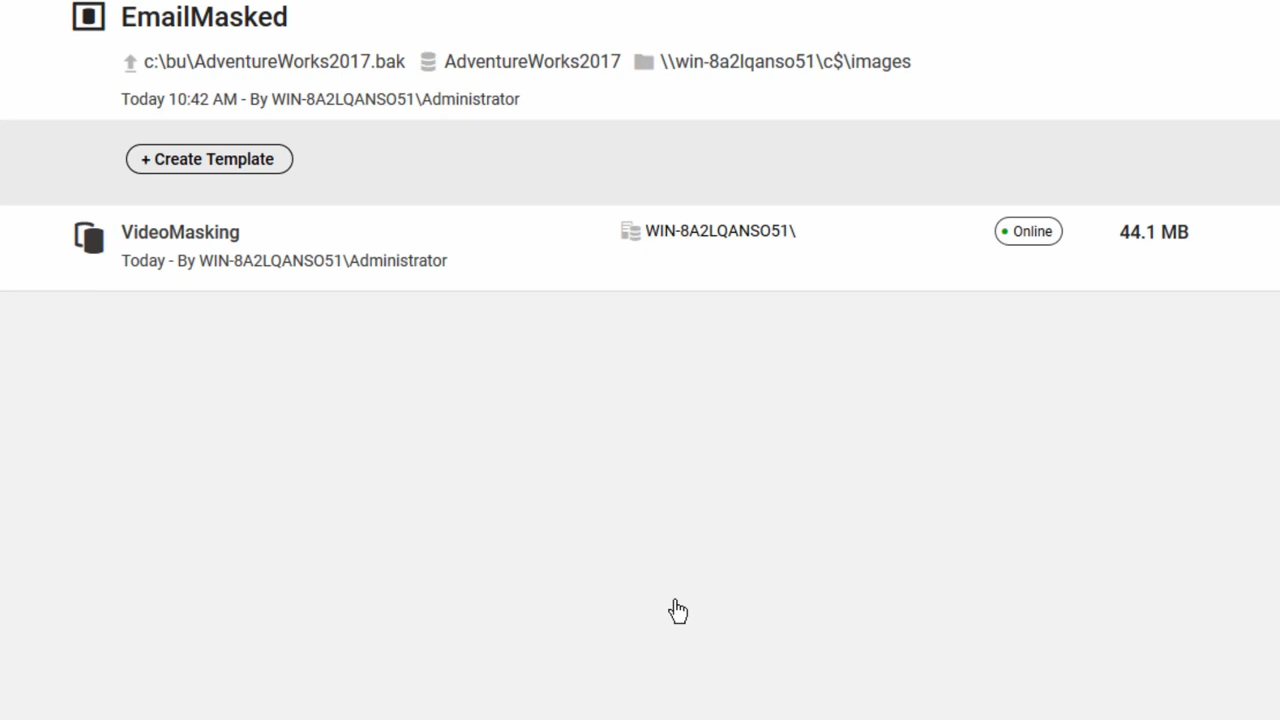 EmailMasked
c:\bu\AdventureWorks2017.bak AdventureWorks2017 \\win-8a2lqanso51\c$\images
Today 10:42 AM - By WIN-8A2LQANSO51\Administrator
+ Create Template
VideoMasking WIN-8A2LQANSO51\ Online 44.1 MB
Today - By WIN-8A2LQANSO51\Administrator